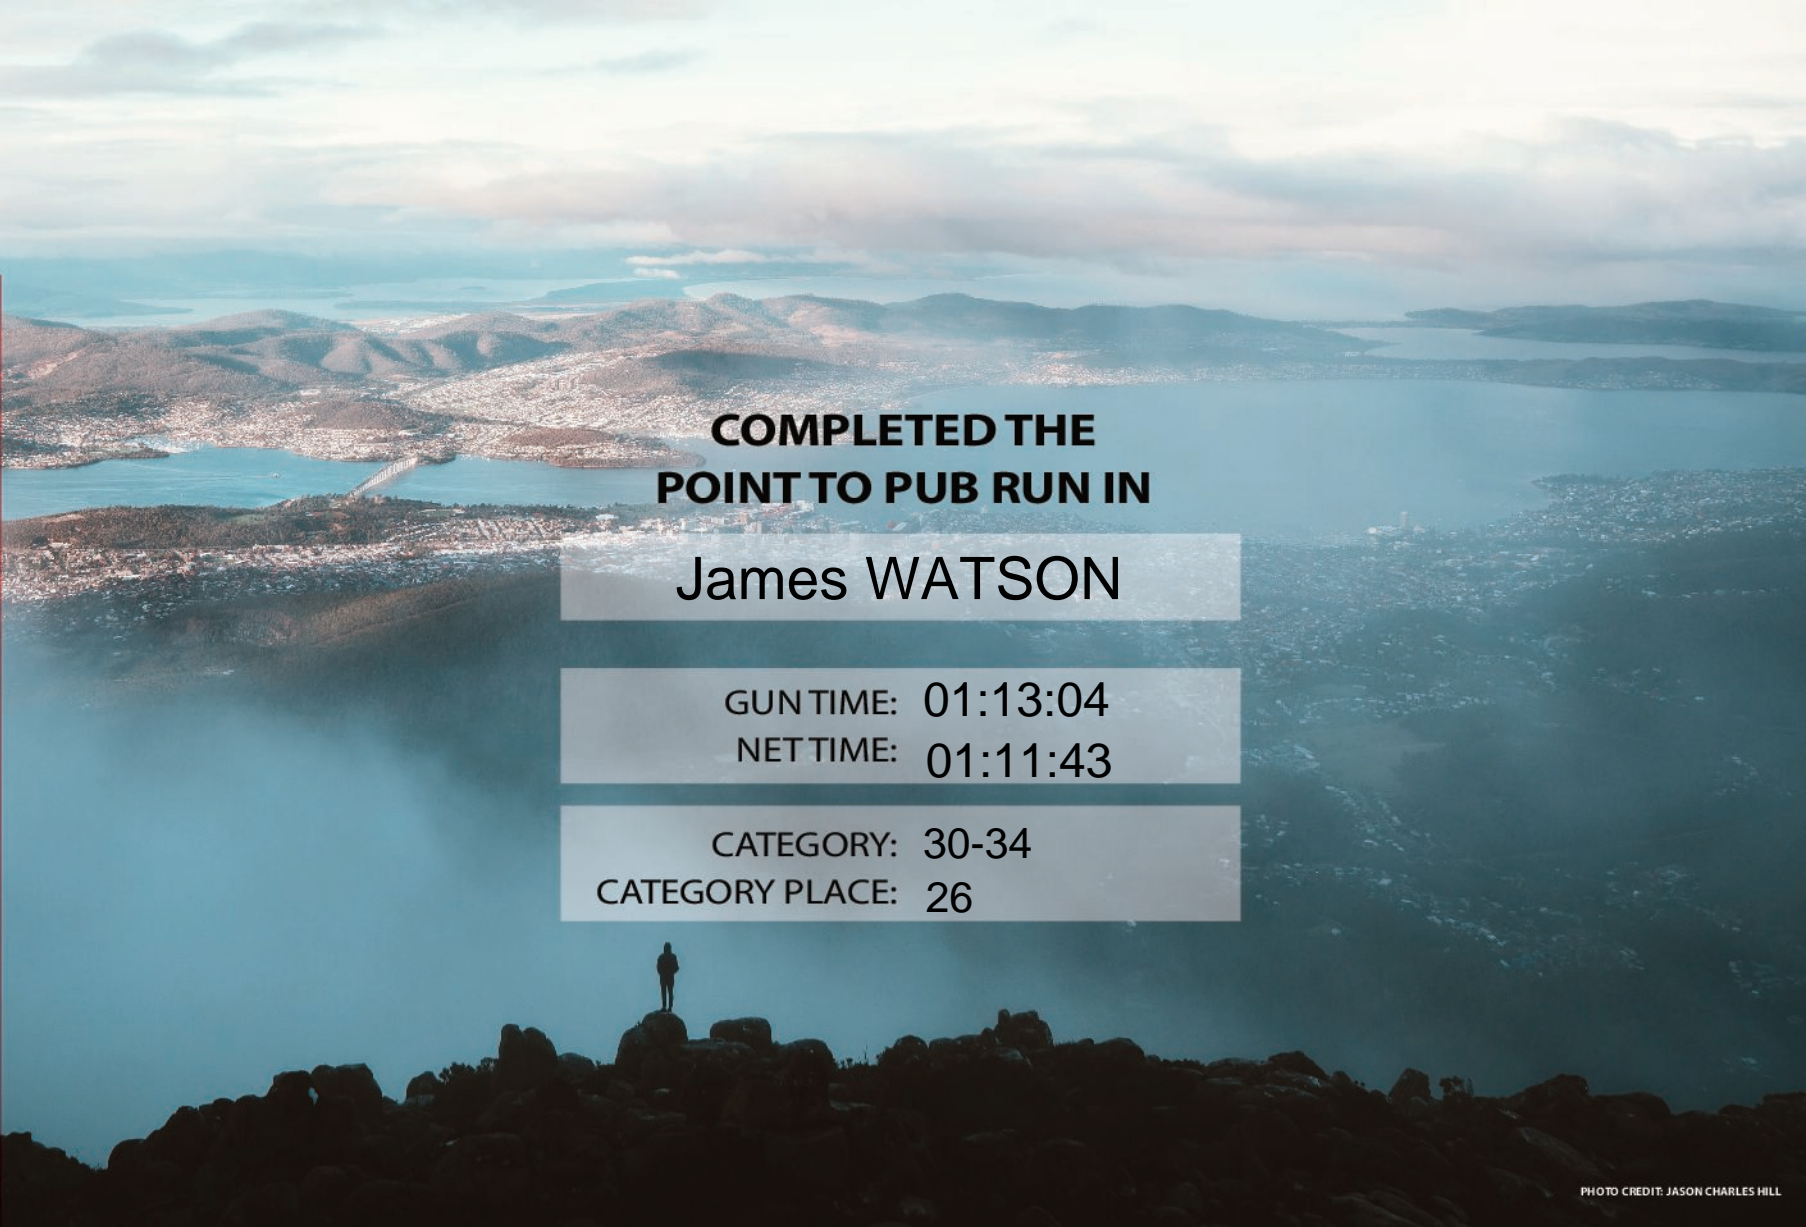 COMPLETED THE
POINT TO PUB RUN IN
James WATSON
GUN TIME: 01:13:04
NET TIME: 01:11:43
CATEGORY: 30-34
CATEGORY PLACE: 26
PHOTO CREDIT: JASON CHARLES HILL